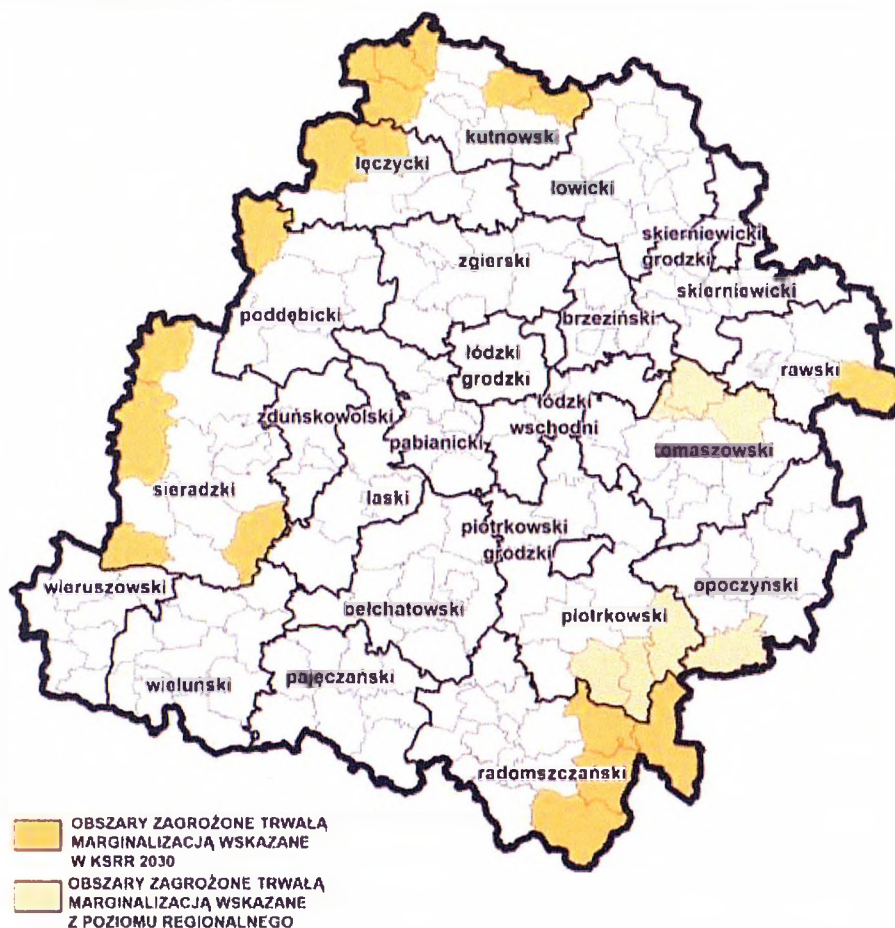 kutnowsk
łęczycki
łowicki
skierniewicki
grodzki
zgierski
skierniewicki
poddębicki
brzeziński
łódzki
grodzki
rawski
zduńskowolski
łódzki
wschodni
pabianicki
tomaszowski
sieradzki
łaski
piotrkowski
grodzki
wieruszowski
opoczyński
bełchatowski
piotrkowski
wieluński
pajęczański
radomszczański
OBSZARY ZAGROŻONE TRWAŁĄ
MARGINALIZACJĄ WSKAZANE
W KSRR 2030
OBSZARY ZAGROŻONE TRWAŁĄ
MARGINALIZACJĄ WSKAZANE
Z POZIOMU REGIONALNEGO